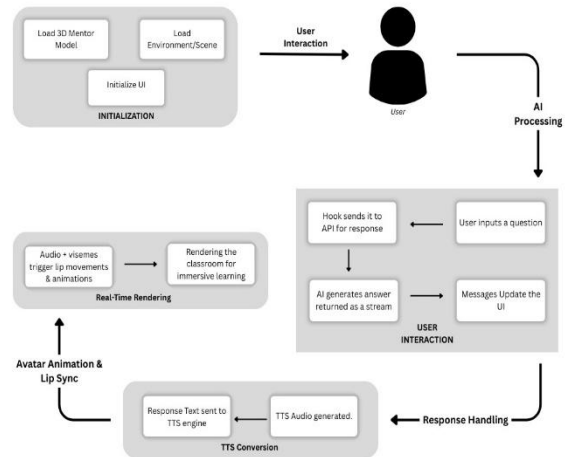 Load 3D Mentor
Model
Load
Environment/Scene
Initialize UI
INITIALIZATION
User
Interaction
User
AI
Processing
Hook sends it to
API for response
User inputs a question
AI generates answer
returned as a stream
Messages Update the
UI
USER
INTERACTION
Audio + visemes
trigger lip movements
& animations
Rendering the
classroom for
immersive learning
Real-Time Rendering
Avatar Animation &
Lip Sync
Response Text sent to
TTS engine
TTS Audio generated.
TTS Conversion
Response Handling